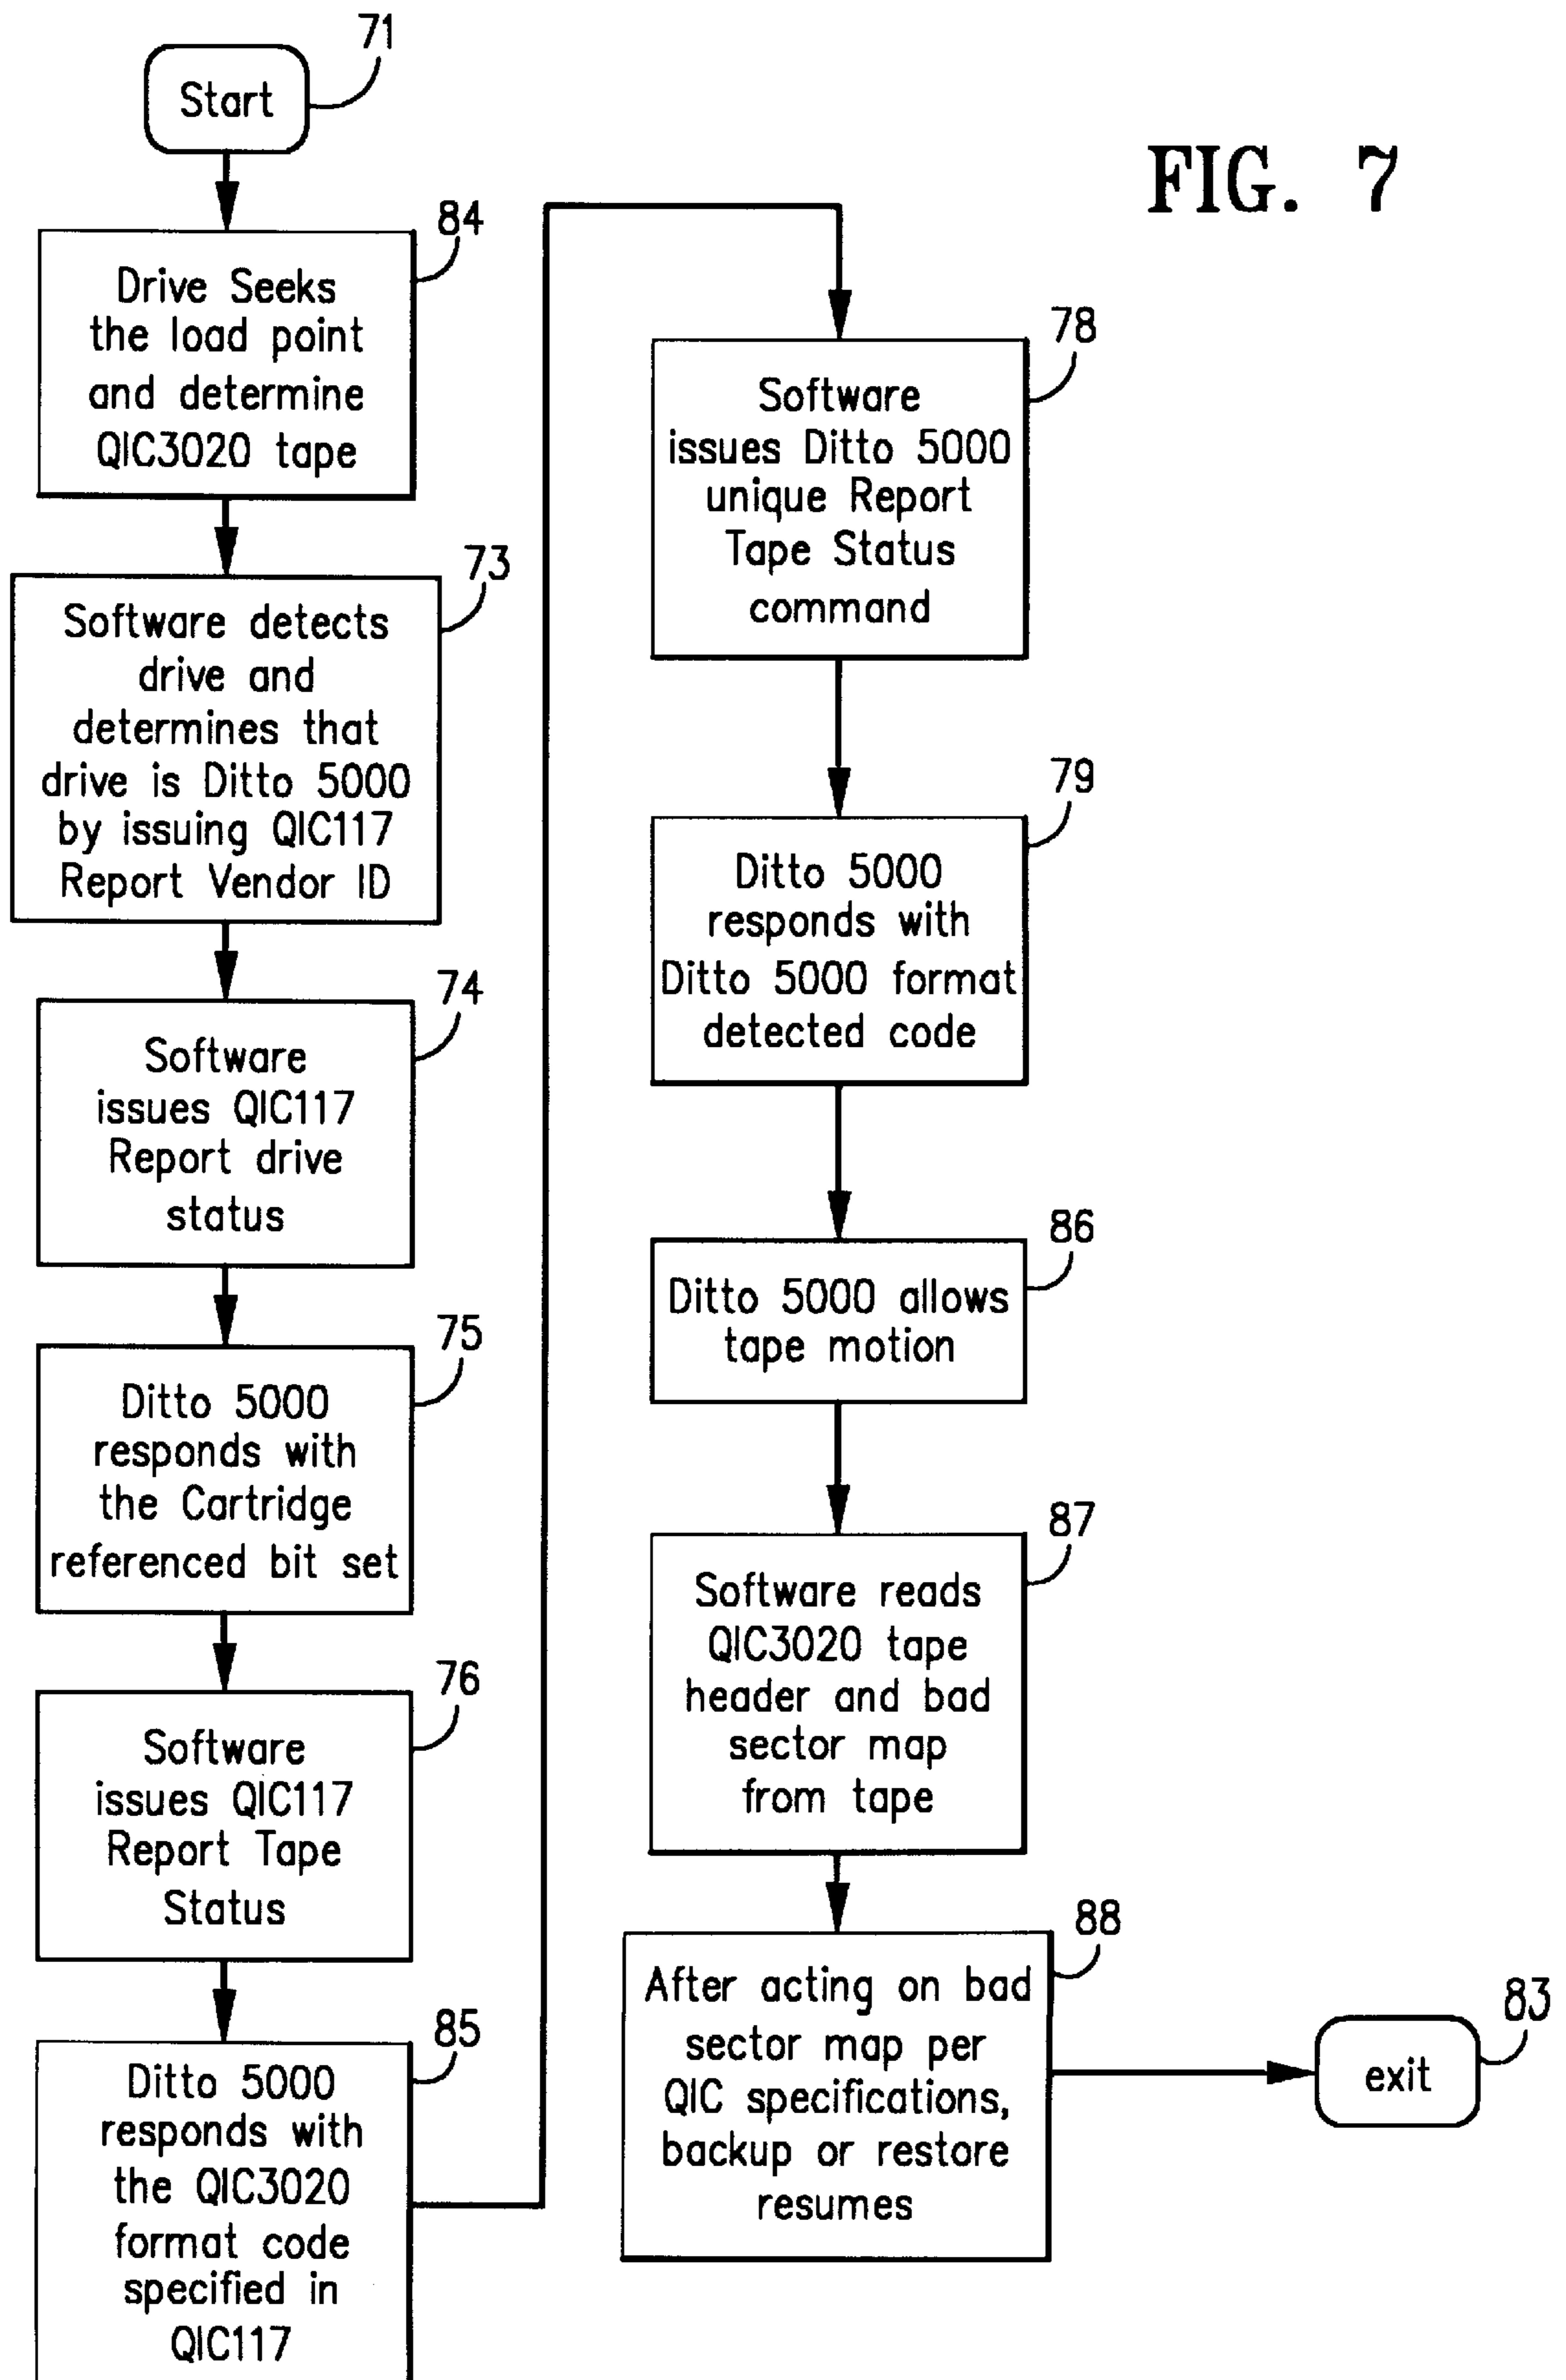 FIG. 7
71
Start
84
Drive Seeks
the load point
and determine
QIC3020 tape
73
Software detects
drive and
determines that
drive is Ditto 5000
by issuing QIC117
Report Vendor ID
74
Software
issues QIC117
Report drive
status
75
Ditto 5000
responds with
the Cartridge
referenced bit set
76
Software
issues QIC117
Report Tape
Status
85
Ditto 5000
responds with
the QIC3020
format code
specified in
QIC117
78
Software
issues Ditto 5000
unique Report
Tape Status
command
79
Ditto 5000
responds with
Ditto 5000 format
detected code
86
Ditto 5000 allows
tape motion
87
Software reads
QIC3020 tape
header and bad
sector map
from tape
88
After acting on bad
sector map per
QIC specifications,
backup or restore
resumes
83
exit